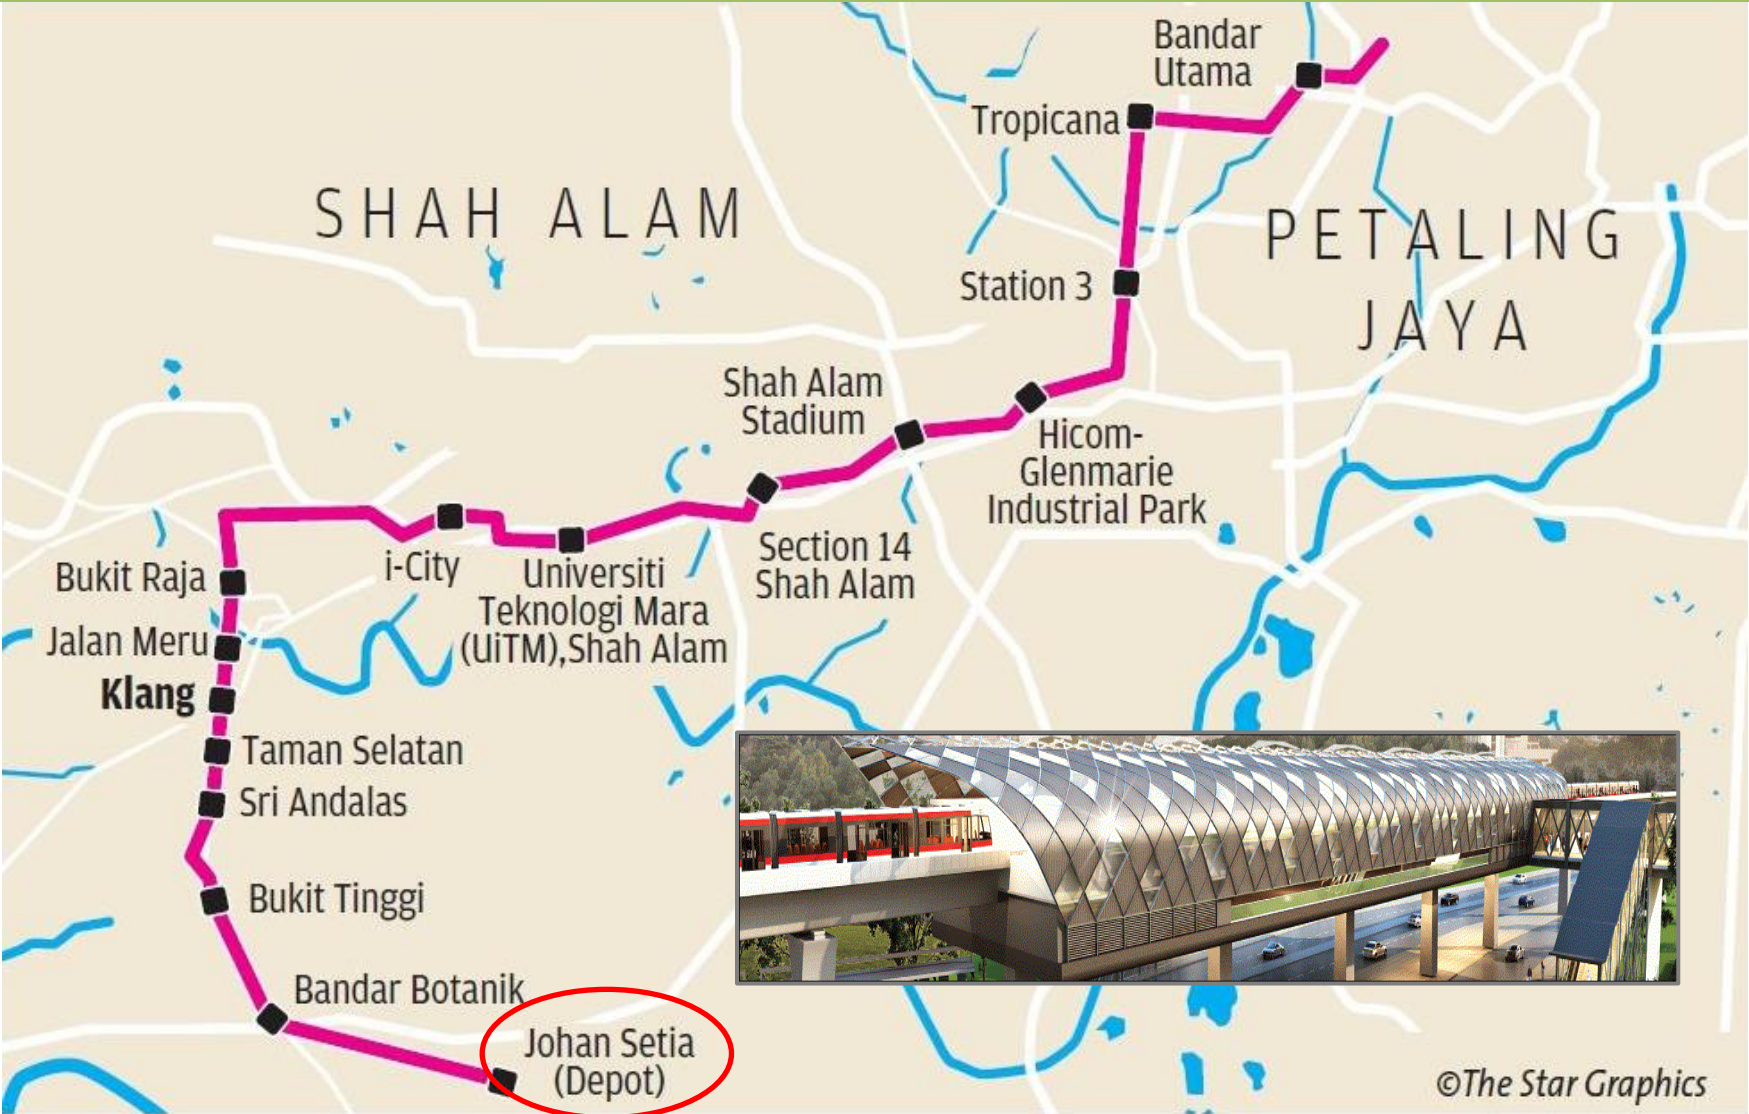 Bandar
Utama
Tropicana
SHAH ALAM
PETALING
JAYA
Station 3
Shah Alam
Stadium
Hicom-
Glenmarie
Industrial Park
Section 14
Shah Alam
i-City
Universiti
Teknologi Mara
(UiTM),Shah Alam
Bukit Raja
Jalan Meru
Klang
Taman Selatan
Sri Andalas
Bukit Tinggi
Bandar Botanik
Johan Setia
(Depot)
©The Star Graphics